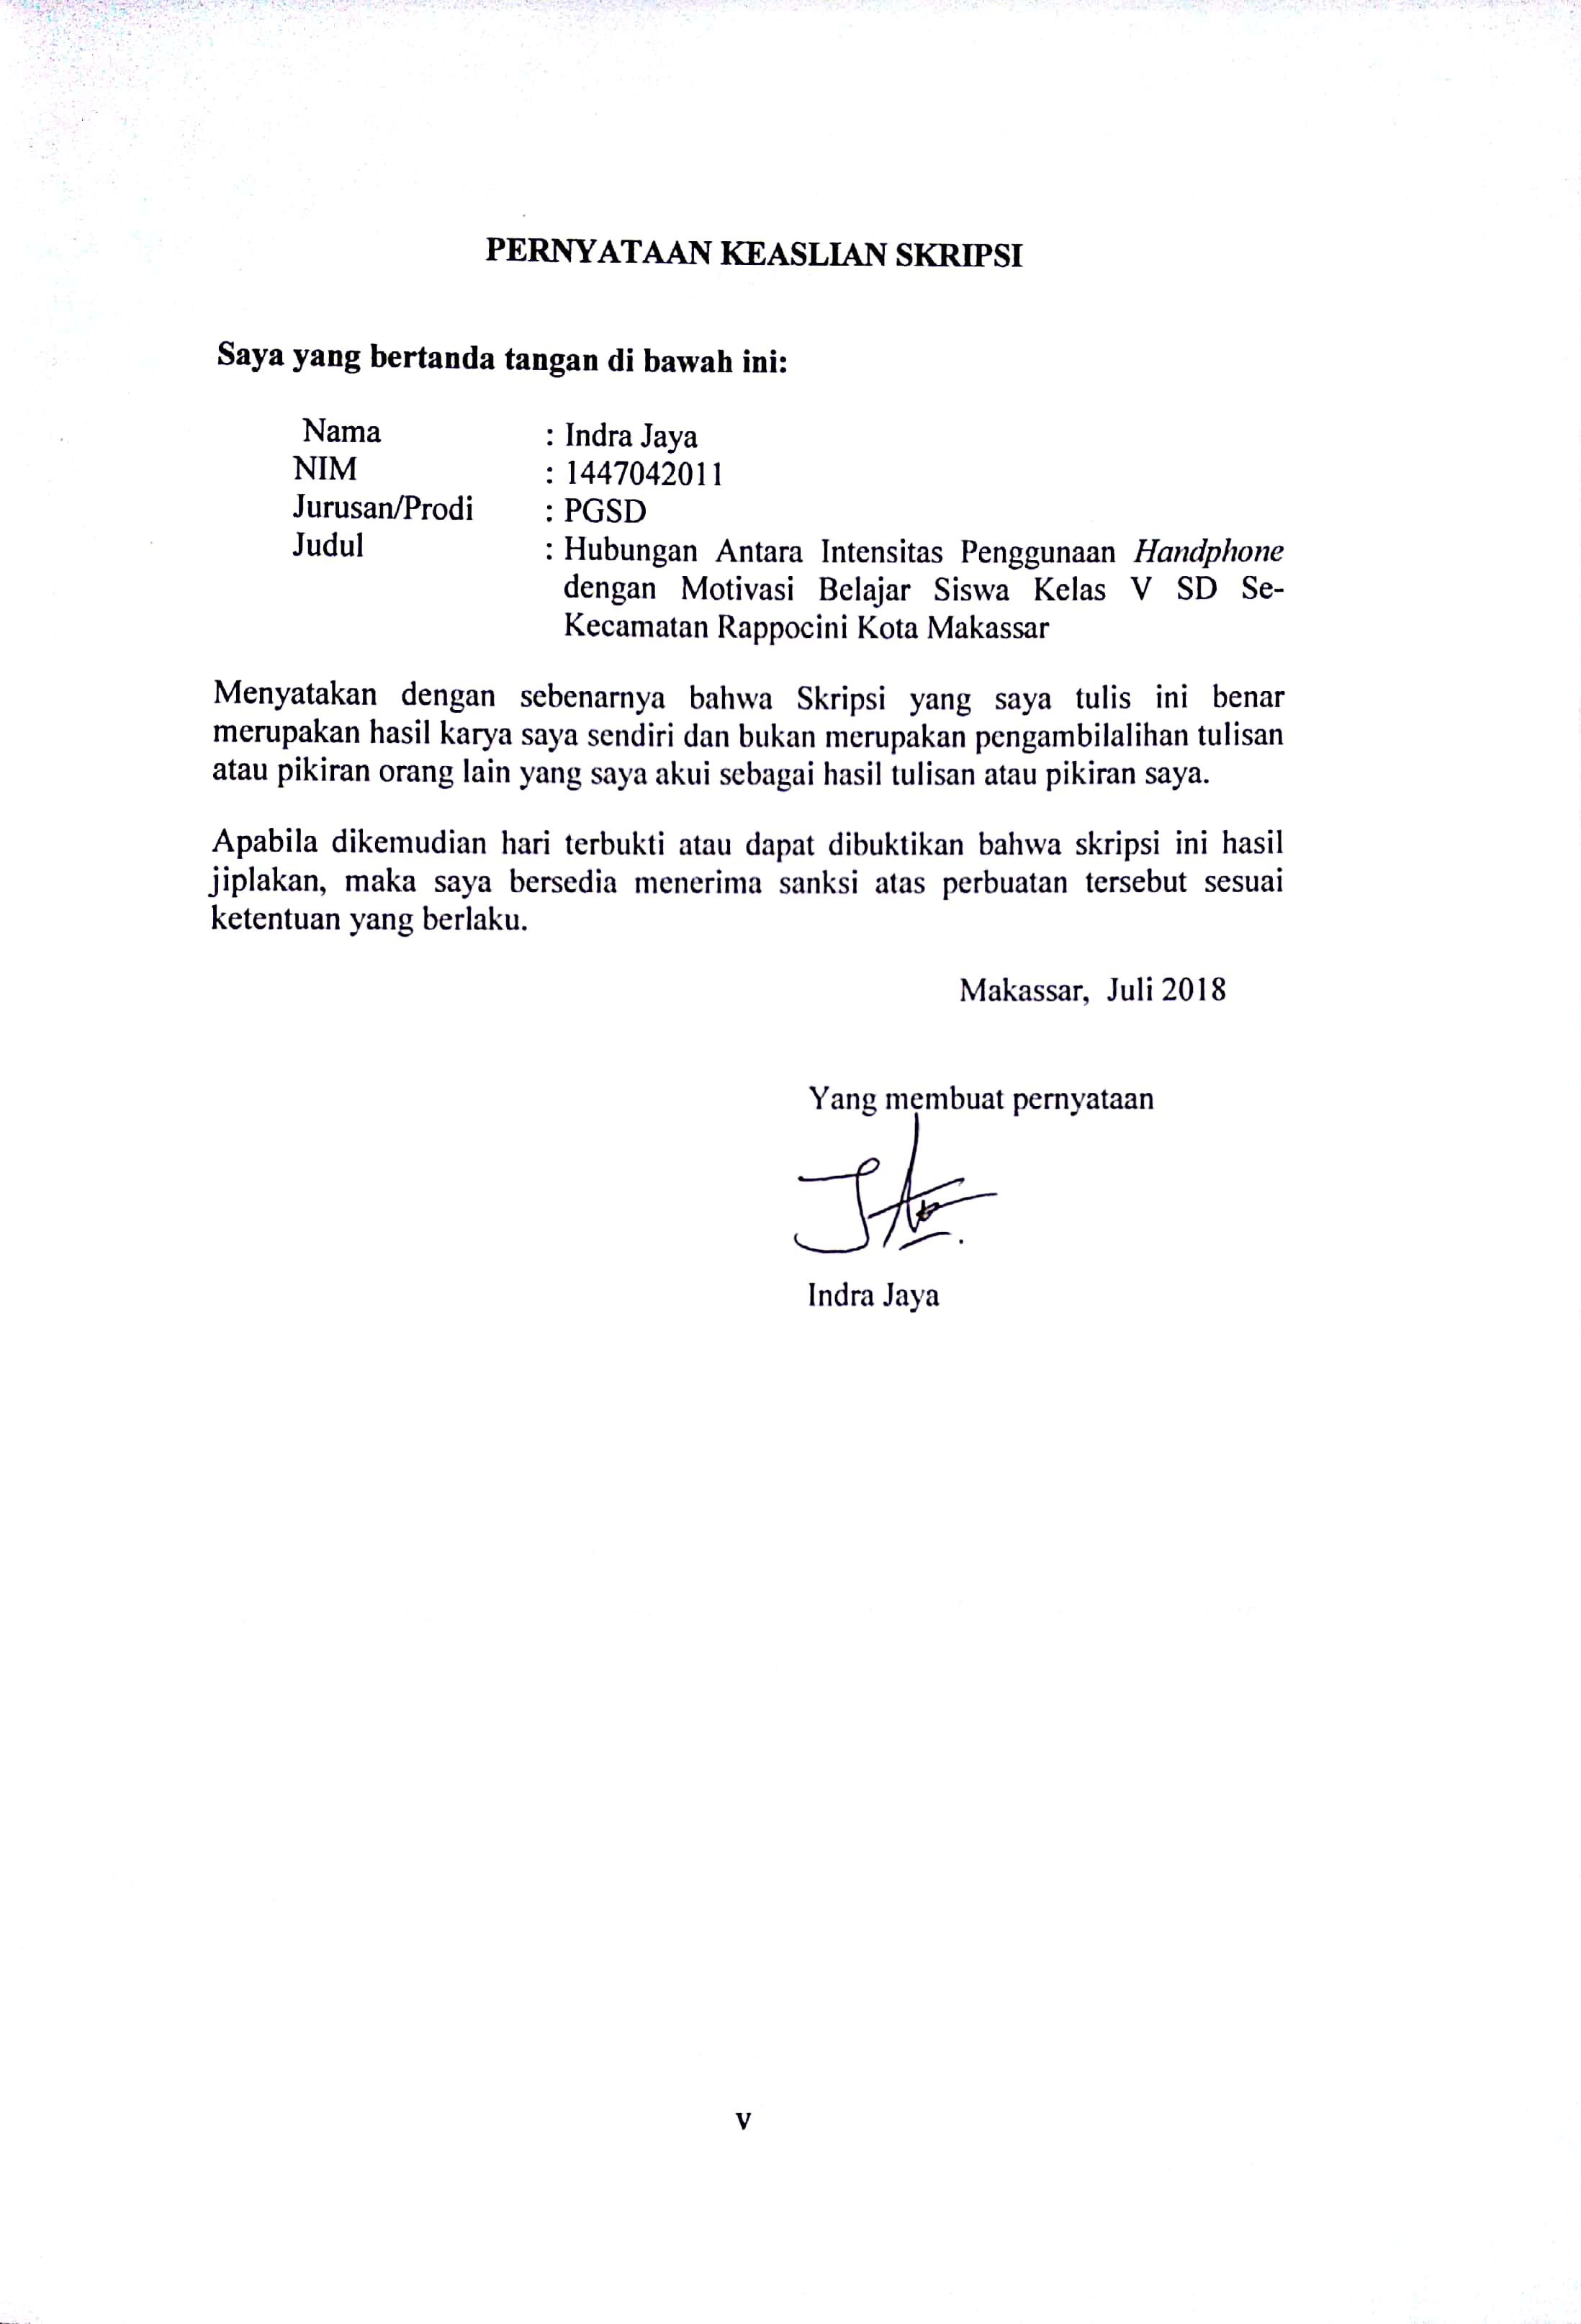 PERNYATAAN KEASLIAN SKRIPSI
Saya yang bertanda tangan di bawah ini:
Nama : Indra Jaya
NIM : 1447042011
Jurusan/Prodi : PGSD
Judul : Hubungan Antara Intensitas Penggunaan Handphone
dengan Motivasi Belajar Siswa Kelas V SD Se-
Kecamatan Rappocini Kota Makassar
Menyatakan dengan sebenarnya bahwa Skripsi yang saya tulis ini benar
merupakan hasil karya saya sendiri dan bukan merupakan pengambilalihan tulisan
atau pikiran orang lain yang saya akui sebagai hasil tulisan atau pikiran saya.
Apabila dikemudian hari terbukti atau dapat dibuktikan bahwa skripsi ini hasil
jiplakan, maka saya bersedia menerima sanksi atas perbuatan tersebut sesuai
ketentuan yang berlaku.
Makassar, Juli 2018
Yang membuat pernyataan
Indra Jaya
v